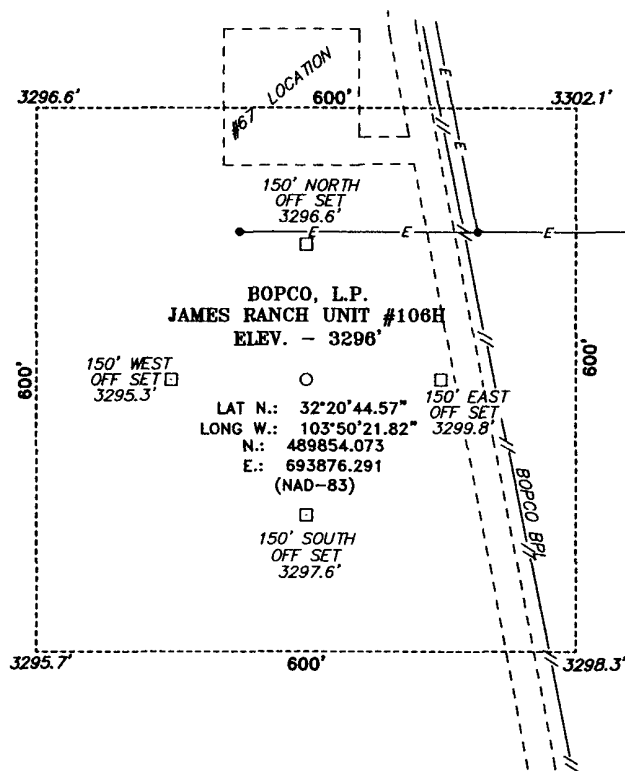 3296.6'
600'
3302.1'
#67 LOCATION
E
E
150' NORTH
OFF SET
3296.6'
E
E
E
BOPCO, L.P.
JAMES RANCH UNIT #106H
ELEV. - 3296'
600'
150' WEST
OFF SET
3295.3'
600'
150' EAST
OFF SET
3299.8'
LAT N.: 32°20'44.57"
LONG W.: 103°50'21.82"
N.: 489854.073
E.: 693876.291
(NAD-83)
BOPCO BPL
150' SOUTH
OFF SET
3297.6'
3295.7'
600'
3298.3'